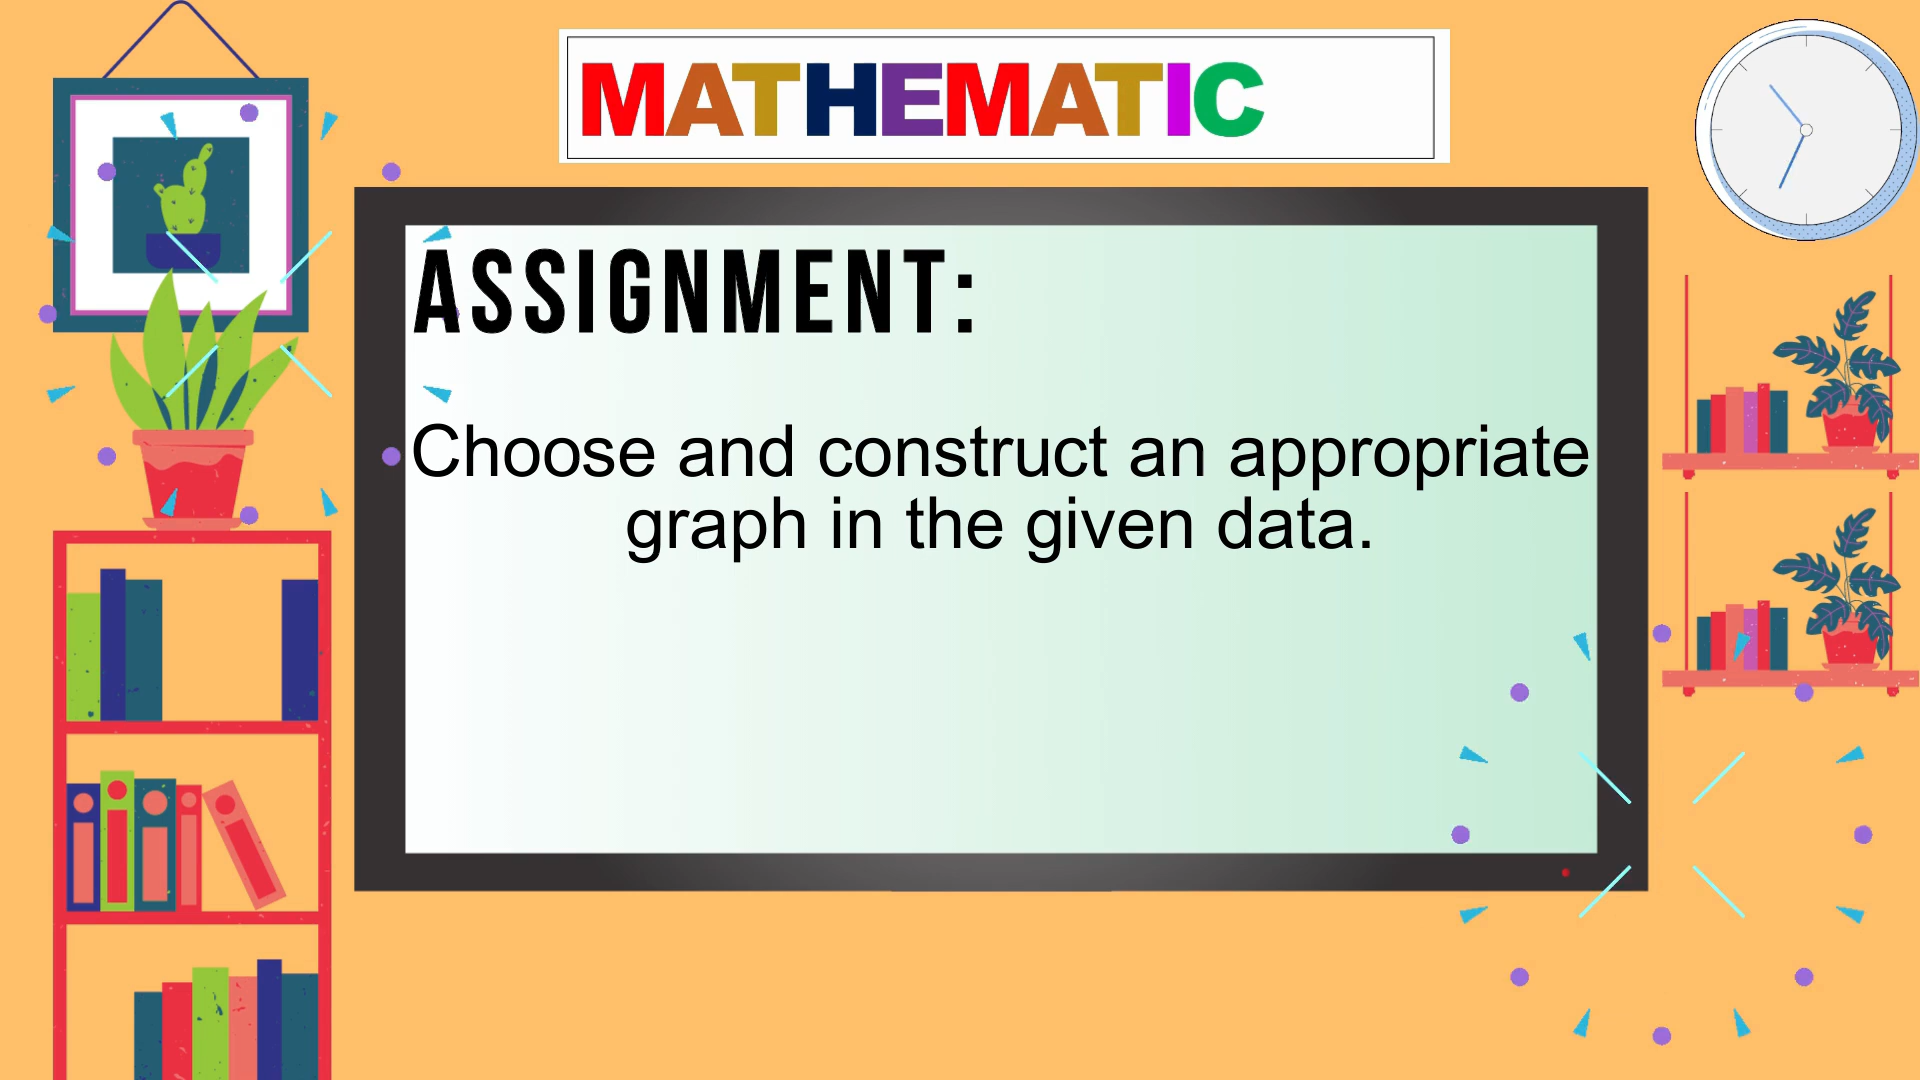 MATHEMATIC
ASSIGNMENT:
Choose and construct an appropriate
graph in the given data.